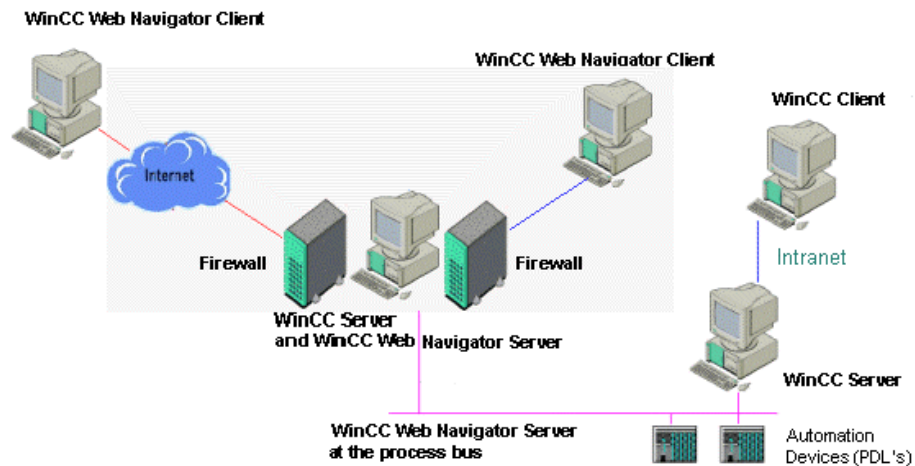 WinCC Web Navigator Client
WinCC Web Navigator Client
WinCC Client
Internet
Firewall
Firewall
Intranet
WinCC Server
and WinCC Web Navigator Server
WinCC Server
WinCC Web Navigator Server
at the process bus
Automation
Devices (PDL's)